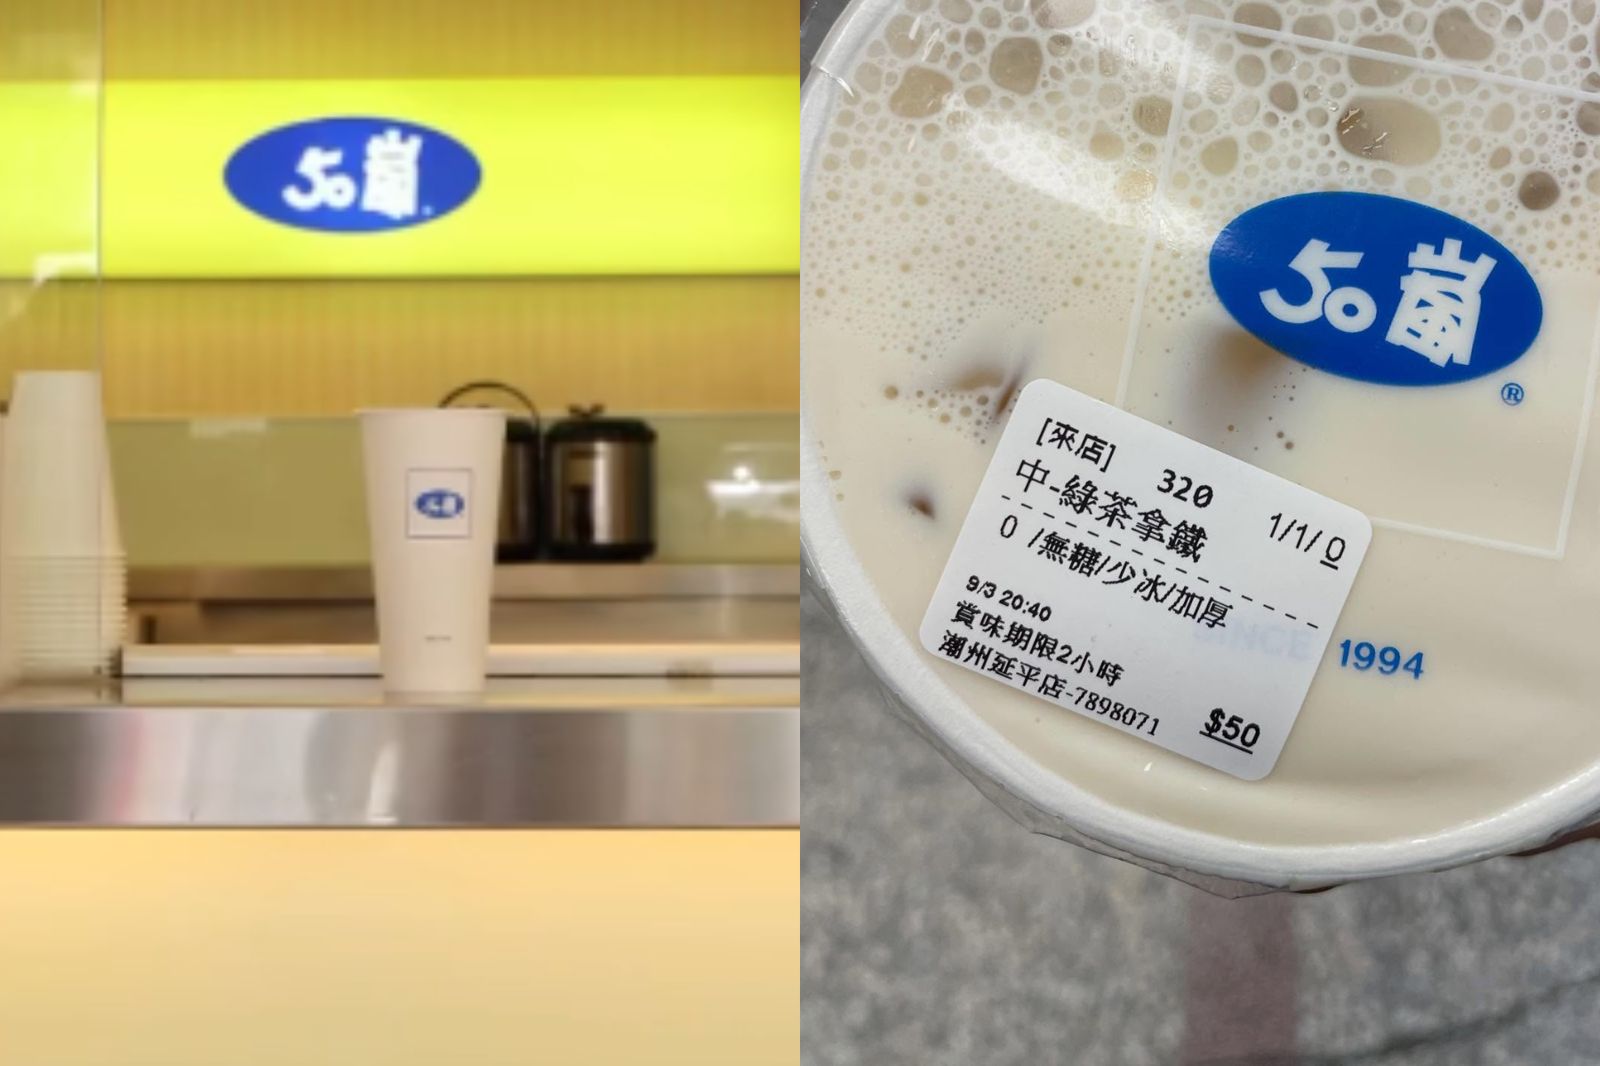 50嵐
50嵐
50嵐®
[來店] 320 1/1/0
中-綠茶拿鐵
0 /無糖/少冰/加厚
9/3 20:40
賞味期限2小時
潮州延平店-7898071
$50
SINCE 1994